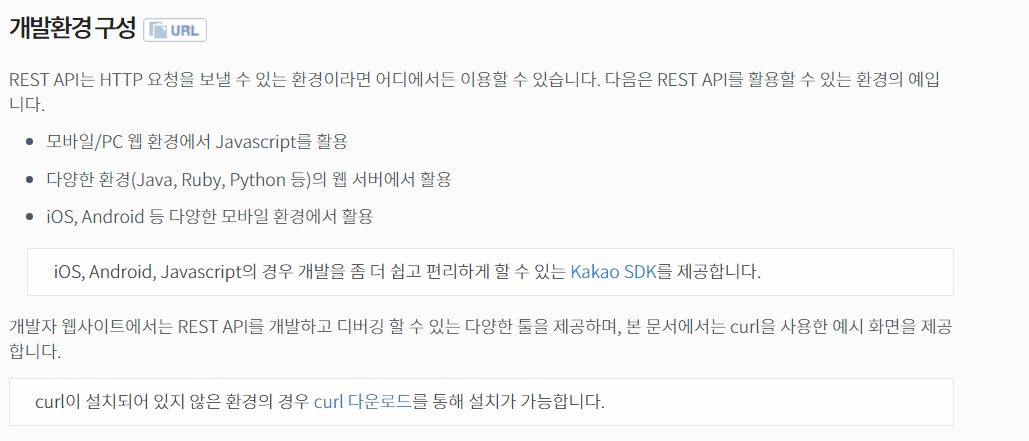 개발환경 구성 URL
REST API는 HTTP 요청을 보낼 수 있는 환경이라면 어디에서든 이용할 수 있습니다. 다음은 REST API를 활용할 수 있는 환경의 예입
니다.
모바일/PC 웹 환경에서 Javascript를 활용
다양한 환경(Java, Ruby, Python 등)의 웹 서버에서 활용
iOS, Android 등 다양한 모바일 환경에서 활용
iOS, Android, Javascript의 경우 개발을 좀 더 쉽고 편리하게 할 수 있는 Kakao SDK를 제공합니다.
개발자 웹사이트에서는 REST API를 개발하고 디버깅 할 수 있는 다양한 툴을 제공하며, 본 문서에서는 curl을 사용한 예시 화면을 제공
합니다.
curl이 설치되어 있지 않은 환경의 경우 curl 다운로드를 통해 설치가 가능합니다.